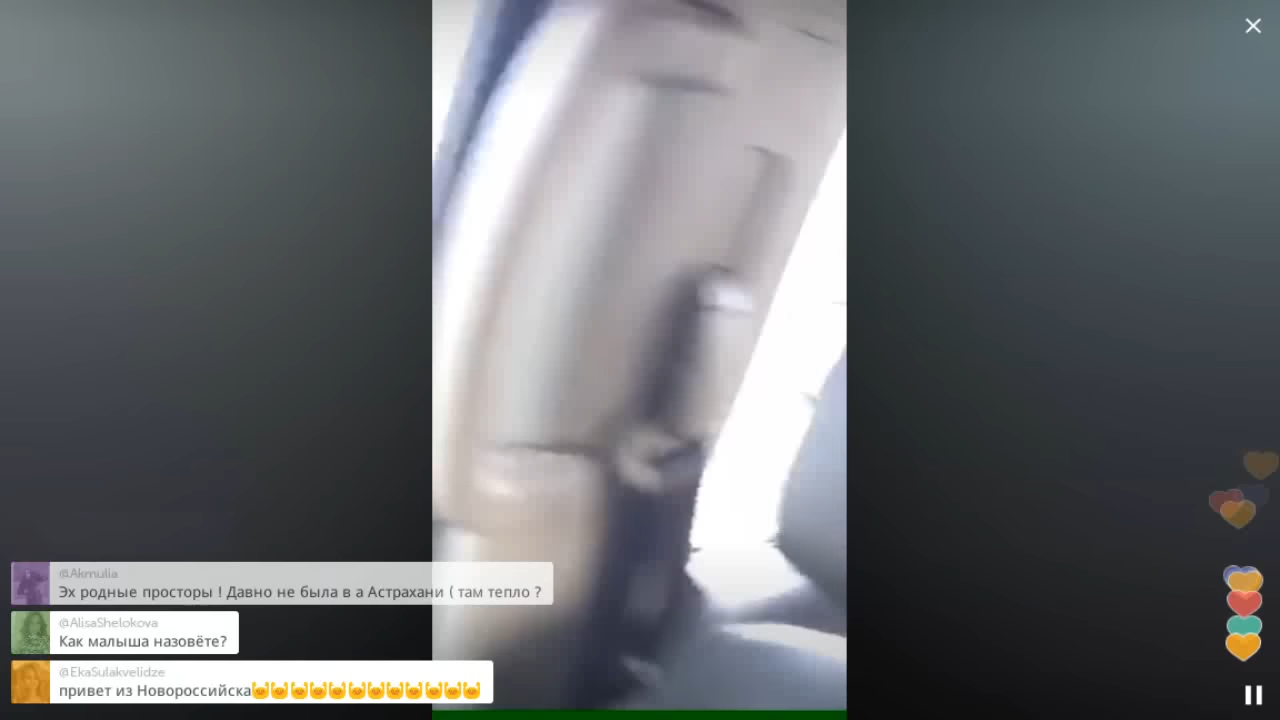 @Akmulia
Эх родные просторы ! Давно не была в а Астрахани ( там тепло ?
@AlisaShelokova
Как малыша назовёте?
@EkaSulakvelidze
привет из Новороссийска